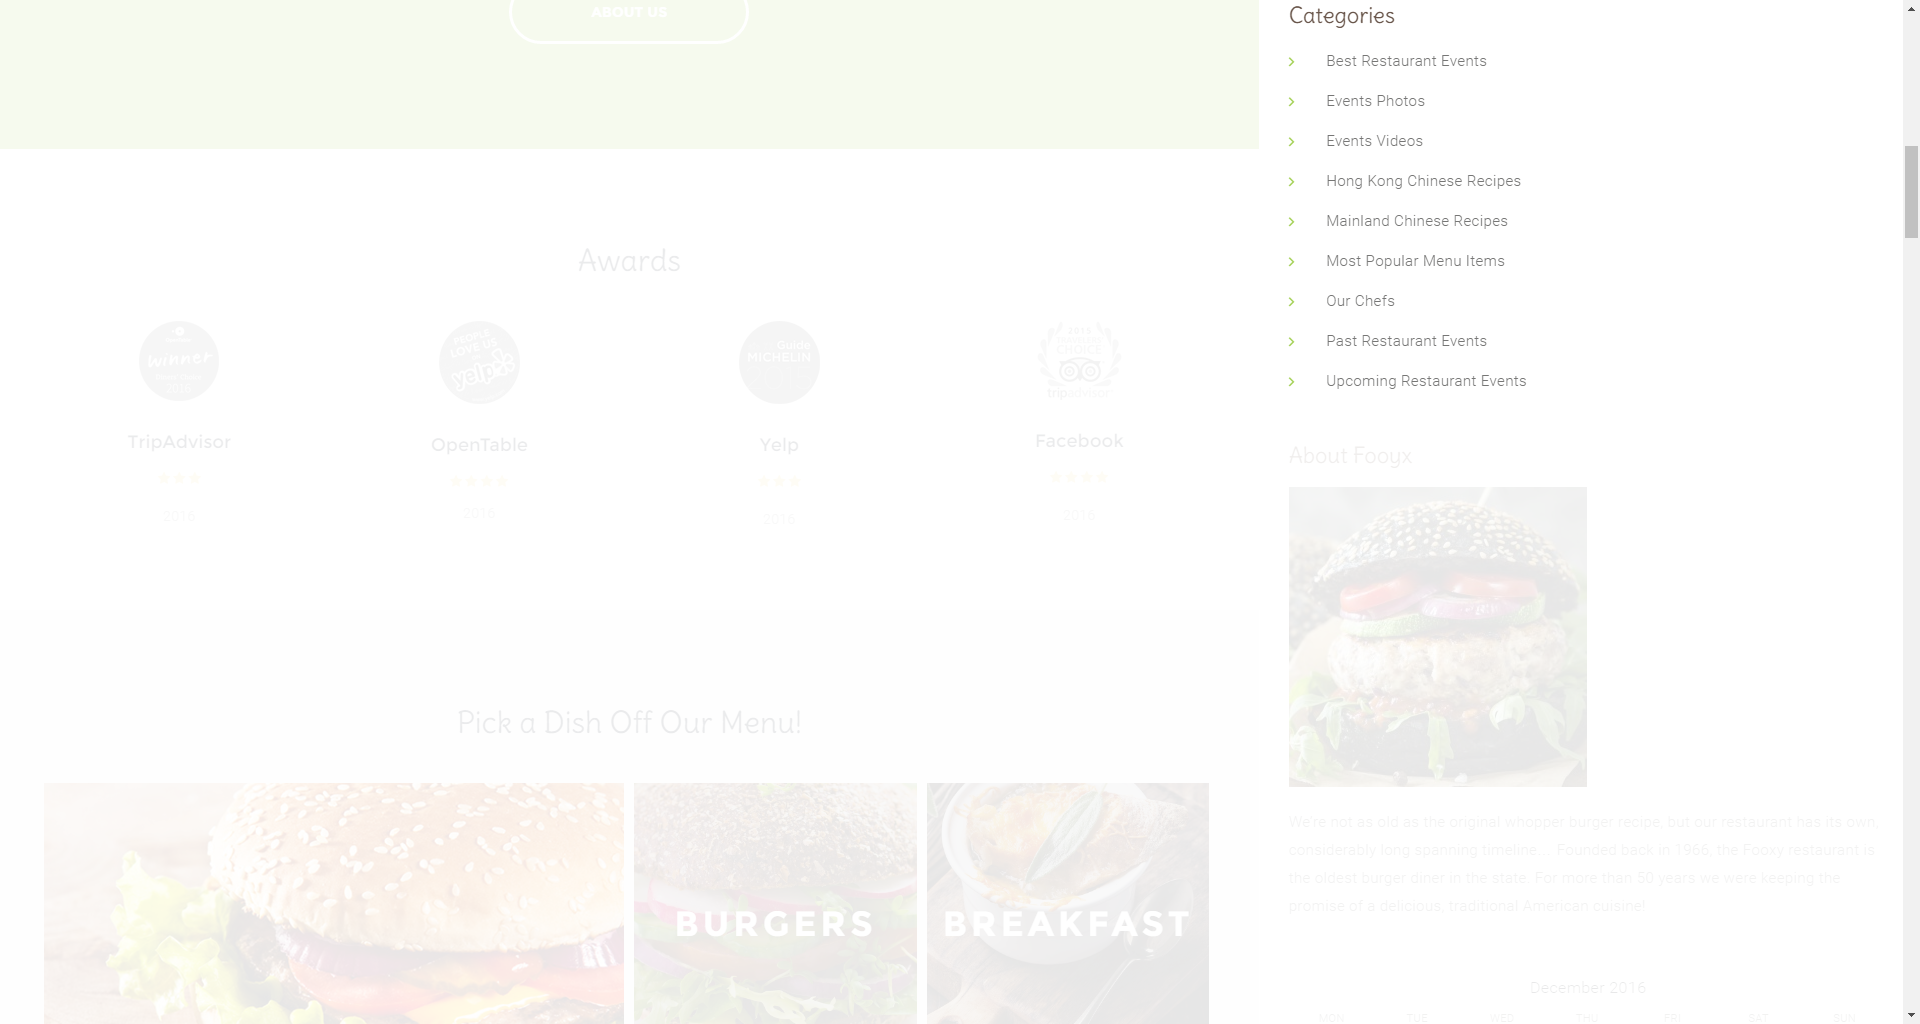 ABOUT US
Awards
winner
PEOPLE
LOVE US
yelp
Guide
MICHELIN
CHOICE
tripadvisor
TripAdvisor
OpenTable
Yelp
Facebook
2016
2016
2016
2016
Pick a Dish Off Our Menu!
BURGERS
BREAKFAST
Categories
Best Restaurant Events
Events Photos
Events Videos
Hong Kong Chinese Recipes
Mainland Chinese Recipes
Most Popular Menu Items
Our Chefs
Past Restaurant Events
Upcoming Restaurant Events
About Fooyx
We're not as old as the original whopper burger recipe, but our restaurant has its own,
considerably long spanning timeline... Founded back in 1966, the Fooxy restaurant is
the oldest burger diner in the state. For more than 50 years we were keeping the
promise of a delicious, traditional American cuisine!
December 2016
MON TUE WED THU FRI SAT SUN